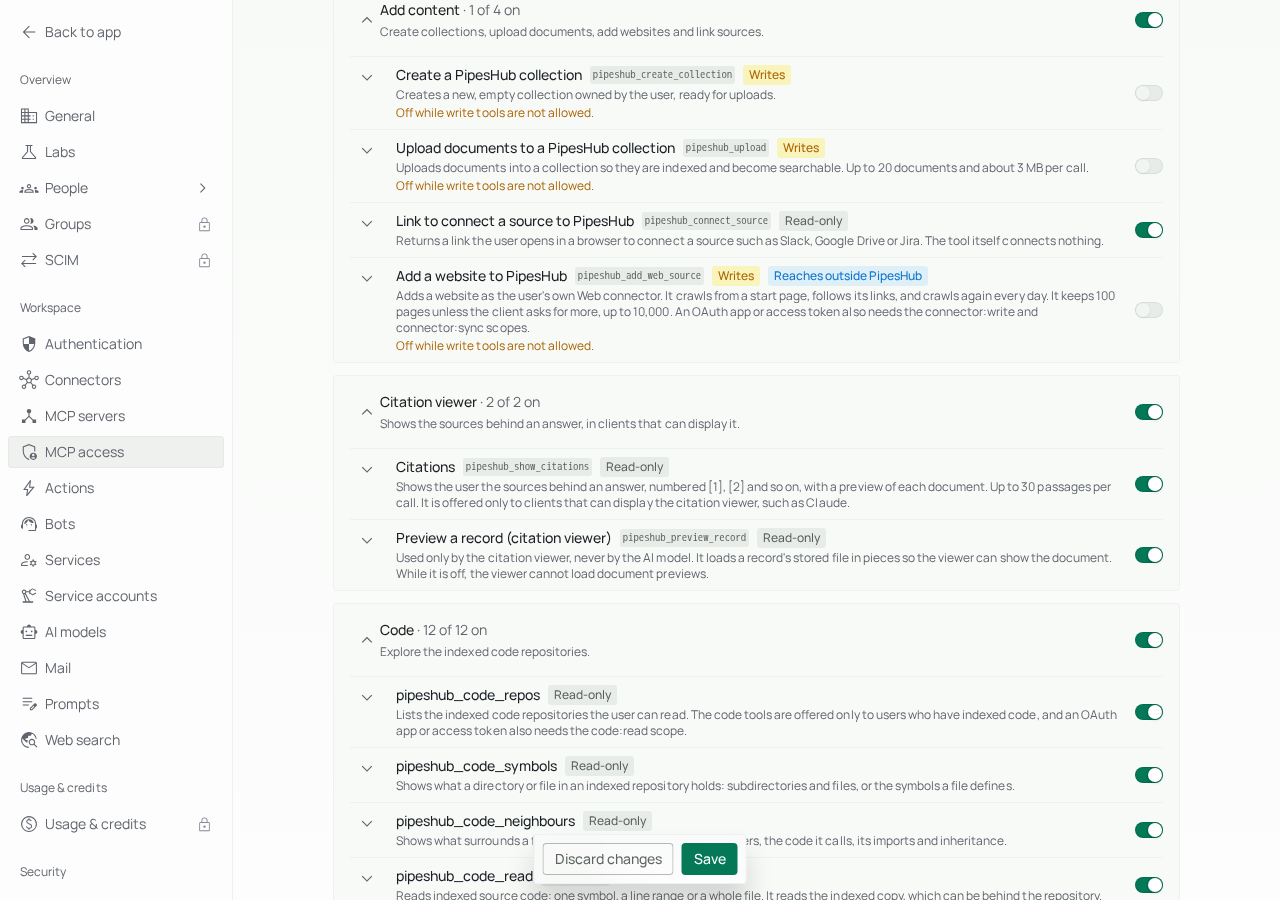 Back to app
Overview
General
Labs
People
Groups
SCIM
Workspace
Authentication
Connectors
MCP servers
MCP access
Actions
Bots
Services
Service accounts
AI models
Mail
Prompts
Web search
Usage & credits
Usage & credits
Security
Add content · 1 of 4 on
Create collections, upload documents, add websites and link sources.
Create a PipesHub collection pipeshub_create_collection Writes
Creates a new, empty collection owned by the user, ready for uploads.
Off while write tools are not allowed.
Upload documents to a PipesHub collection pipeshub_upload Writes
Uploads documents into a collection so they are indexed and become searchable. Up to 20 documents and about 3 MB per call.
Off while write tools are not allowed.
Link to connect a source to PipesHub pipeshub_connect_source Read-only
Returns a link the user opens in a browser to connect a source such as Slack, Google Drive or Jira. The tool itself connects nothing.
Add a website to PipesHub pipeshub_add_web_source Writes Reaches outside PipesHub
Adds a website as the user's own Web connector. It crawls from a start page, follows its links, and crawls again every day. It keeps 100
pages unless the client asks for more, up to 10,000. An OAuth app or access token also needs the connector:write and
connector:sync scopes.
Off while write tools are not allowed.
Citation viewer · 2 of 2 on
Shows the sources behind an answer, in clients that can display it.
Citations pipeshub_show_citations Read-only
Shows the user the sources behind an answer, numbered [1], [2] and so on, with a preview of each document. Up to 30 passages per
call. It is offered only to clients that can display the citation viewer, such as Claude.
Preview a record (citation viewer) pipeshub_preview_record Read-only
Used only by the citation viewer, never by the AI model. It loads a record's stored file in pieces so the viewer can show the document.
While it is off, the viewer cannot load document previews.
Code · 12 of 12 on
Explore the indexed code repositories.
pipeshub_code_repos Read-only
Lists the indexed code repositories the user can read. The code tools are offered only to users who have indexed code, and an OAuth
app or access token also needs the code:read scope.
pipeshub_code_symbols Read-only
Shows what a directory or file in an indexed repository holds: subdirectories and files, or the symbols a file defines.
pipeshub_code_neighbours Read-only
Shows what surrounds a the code it calls, its imports and inheritance.
pipeshub_code_read
Reads indexed source code: one symbol, a line range or a whole file. It reads the indexed copy, which can be behind the repository.
Discard changes Save